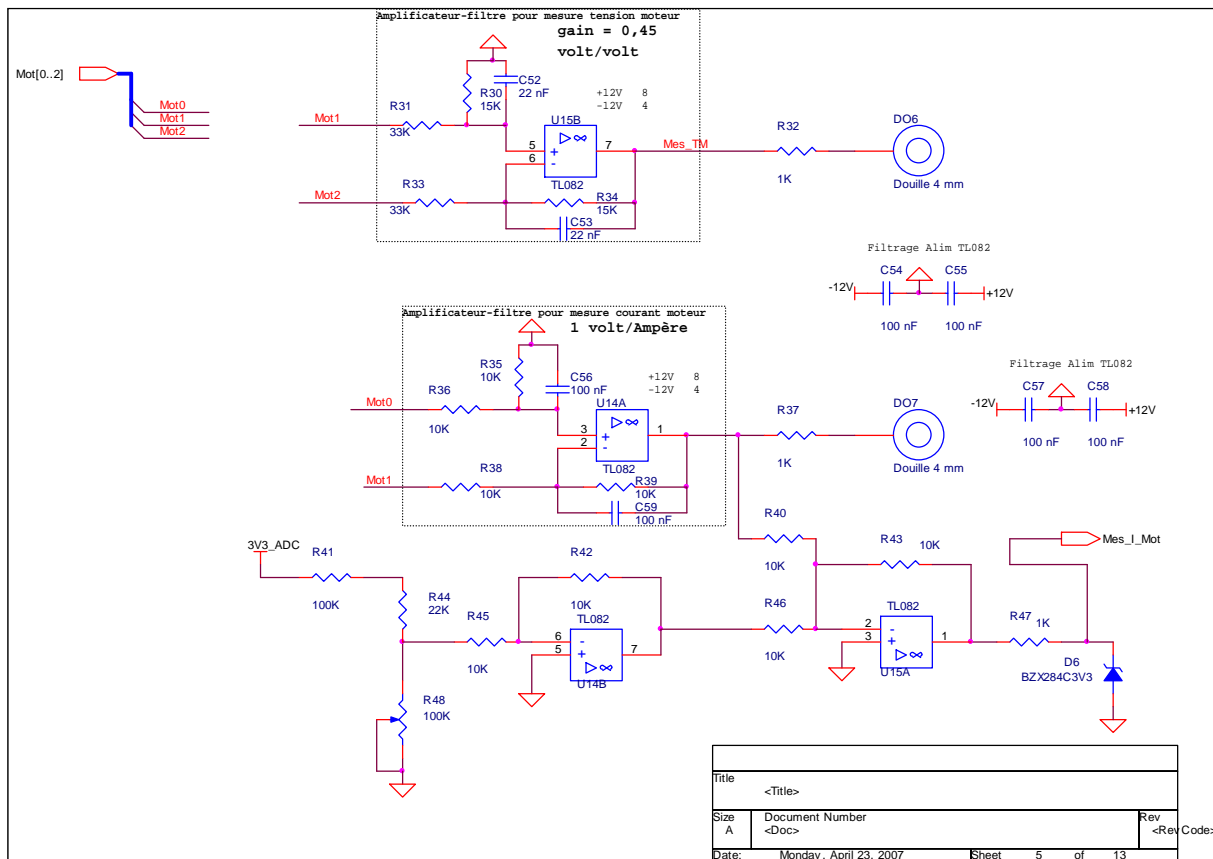 Amplificateur-filtre pour mesure tension moteur
gain = 0,45
volt/volt
Mot[0..2]
Mot0
Mot1
Mot2
C52
22 nF
R30
15K
+12V 8
-12V 4
R31
33K
Mot1
U15B
5
6
+
-
7
TL082
Mes_TM
R32
1K
DO6
Douille 4 mm
Mot2
R33
33K
R34
15K
C53
22 nF
Filtrage Alim TL082
C54
C55
-12V
+12V
100 nF
100 nF
Amplificateur-filtre pour mesure courant moteur
1 volt/Ampère
R35
10K
C56
100 nF
+12V 8
-12V 4
Mot0
R36
10K
U14A
3
2
+
-
1
TL082
R37
1K
DO7
Douille 4 mm
Filtrage Alim TL082
C57
C58
-12V
+12V
100 nF
100 nF
Mot1
R38
10K
R39
10K
C59
100 nF
3V3_ADC
R41
100K
R44
22K
R45
10K
R42
10K
TL082
6
5
-
+
7
U14B
R48
100K
R40
10K
R46
10K
R43
10K
TL082
2
3
-
+
1
U15A
R47
1K
Mes_I_Mot
D6
BZX284C3V3
Title
<Title>
Size
A
Document Number
<Doc>
Rev
<RevCode>
Date:
Monday, April 23, 2007
Sheet
5
of
13